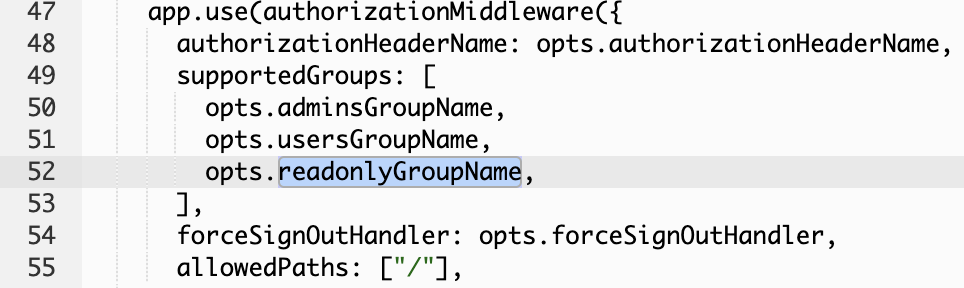 47 app.use(authorizationMiddleware({
48 authorizationHeaderName: opts.authorizationHeaderName,
49 supportedGroups: [
50 opts.adminsGroupName,
51 opts.usersGroupName,
52 opts.readonlyGroupName,
53 ],
54 forceSignOutHandler: opts.forceSignOutHandler,
55 allowedPaths: ["/"],